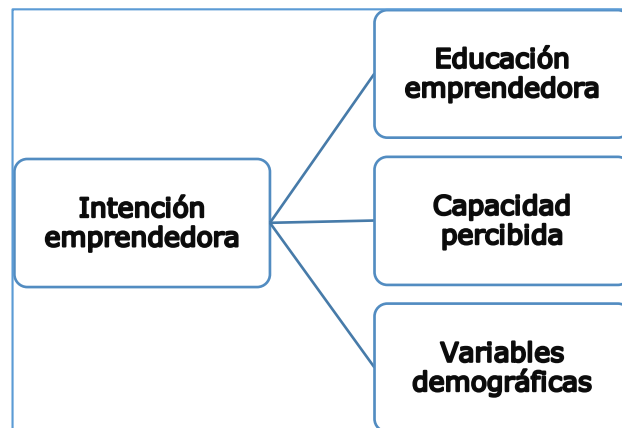 Educación
emprendedora
Intención
emprendedora
Capacidad
percibida
Variables
demográficas